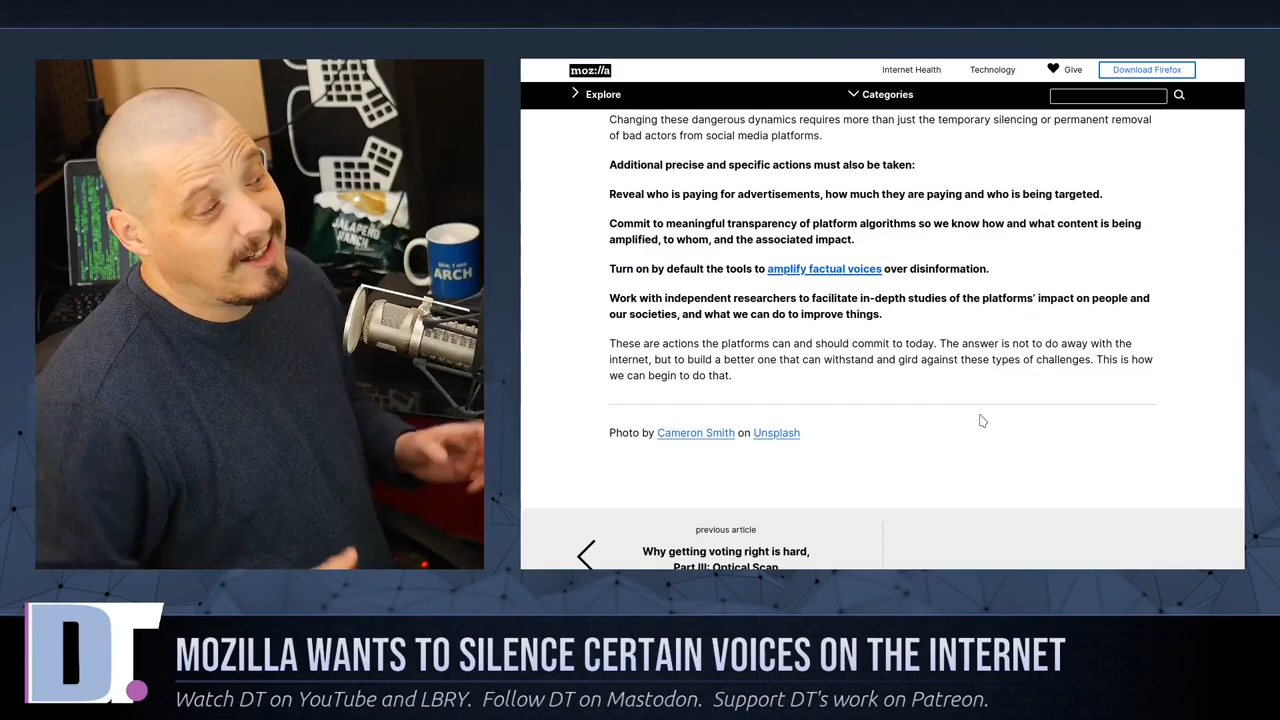 moz://a
Internet Health
Technology
Give
Download Firefox
Explore
Categories
Changing these dangerous dynamics requires more than just the temporary silencing or permanent removal
of bad actors from social media platforms.
Additional precise and specific actions must also be taken:
Reveal who is paying for advertisements, how much they are paying and who is being targeted.
Commit to meaningful transparency of platform algorithms so we know how and what content is being
amplified, to whom, and the associated impact.
Turn on by default the tools to amplify factual voices over disinformation.
Work with independent researchers to facilitate in-depth studies of the platforms' impact on people and
our societies, and what we can do to improve things.
These are actions the platforms can and should commit to today. The answer is not to do away with the
internet, but to build a better one that can withstand and gird against these types of challenges. This is how
we can begin to do that.
Photo by Cameron Smith on Unsplash
previous article
Why getting voting right is hard,
Part III: Optical Scan
JALAPEÑO
RANCH
BTW, I USE
ARCH
DT.
MOZILLA WANTS TO SILENCE CERTAIN VOICES ON THE INTERNET
Watch DT on YouTube and LBRY. Follow DT on Mastodon. Support DT's work on Patreon.